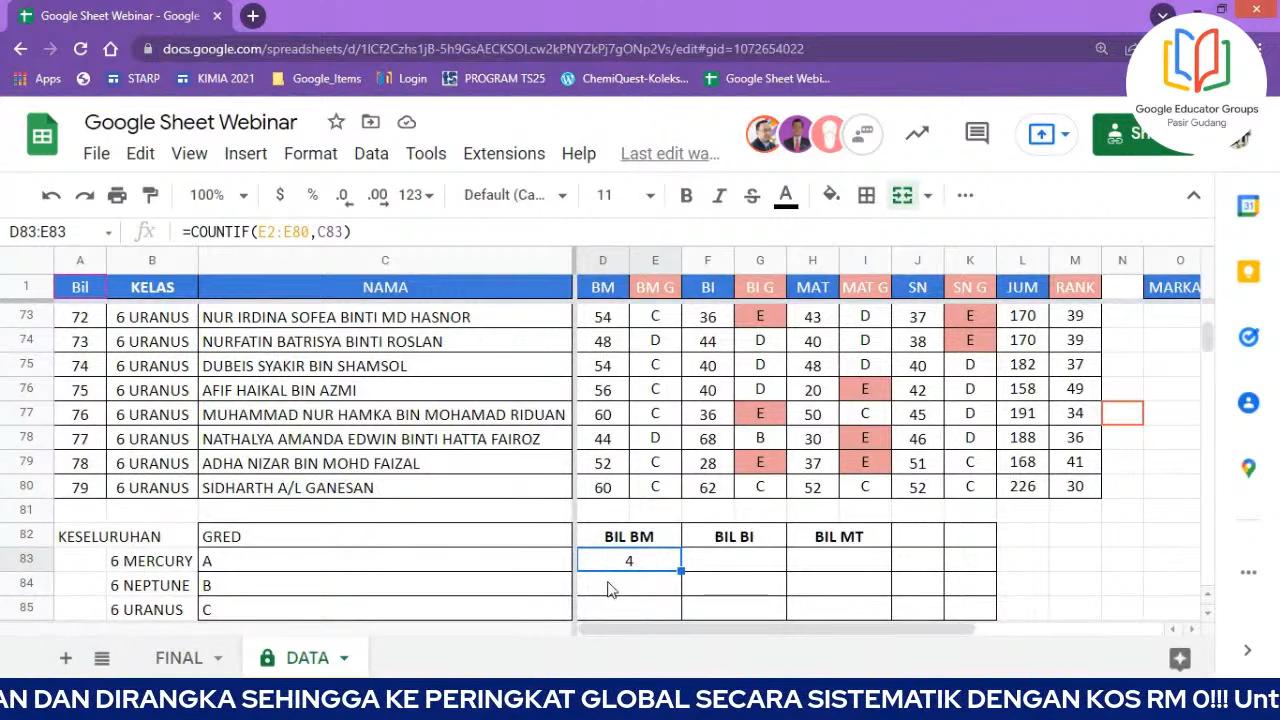 Google Sheet Webinar - Google
docs.google.com/spreadsheets/d/1ICf2Czhs1jB-5h9GsAECKSOLcw2kPNYZkPj7gONp2Vs/edit#gid=1072654022
Apps STARP KIMIA 2021 Google_Items Login PROGRAM TS25 ChemiQuest-Koleks... Google Sheet Webi...
Google Educator Groups
Pasir Gudang
Google Sheet Webinar
File Edit View Insert Format Data Tools Extensions Help Last edit wa...
100% $ % .0 .00 123 Default (Ca... 11 B I S A
D83:E83 fx =COUNTIF(E2:E80,C83)
A B C D E F G H I J K L M N O
1 Bil KELAS NAMA BM BM G BI BI G MAT MAT G SN SN G JUM RANK MARKA
73 72 6 URANUS NUR IRDINA SOFEA BINTI MD HASNOR 54 C 36 E 43 D 37 E 170 39
74 73 6 URANUS NURFATIN BATRISYA BINTI ROSLAN 48 D 44 D 40 D 38 E 170 39
75 74 6 URANUS DUBEIS SYAKIR BIN SHAMSOL 54 C 40 D 48 D 40 D 182 37
76 75 6 URANUS AFIF HAIKAL BIN AZMI 56 C 40 D 20 E 42 D 158 49
77 76 6 URANUS MUHAMMAD NUR HAMKA BIN MOHAMAD RIDUAN 60 C 36 E 50 C 45 D 191 34
78 77 6 URANUS NATHALYA AMANDA EDWIN BINTI HATTA FAIROZ 44 D 68 B 30 E 46 D 188 36
79 78 6 URANUS ADHA NIZAR BIN MOHD FAIZAL 52 C 28 E 37 E 51 C 168 41
80 79 6 URANUS SIDHARTH A/L GANESAN 60 C 62 C 52 C 52 C 226 30
81
82 KESELURUHAN GRED BIL BM BIL BI BIL MT
83 6 MERCURY A 4
84 6 NEPTUNE B
85 6 URANUS C
FINAL DATA
AN DAN DIRANGKA SEHINGGA KE PERINGKAT GLOBAL SECARA SISTEMATIK DENGAN KOS RM 0!!! Unt